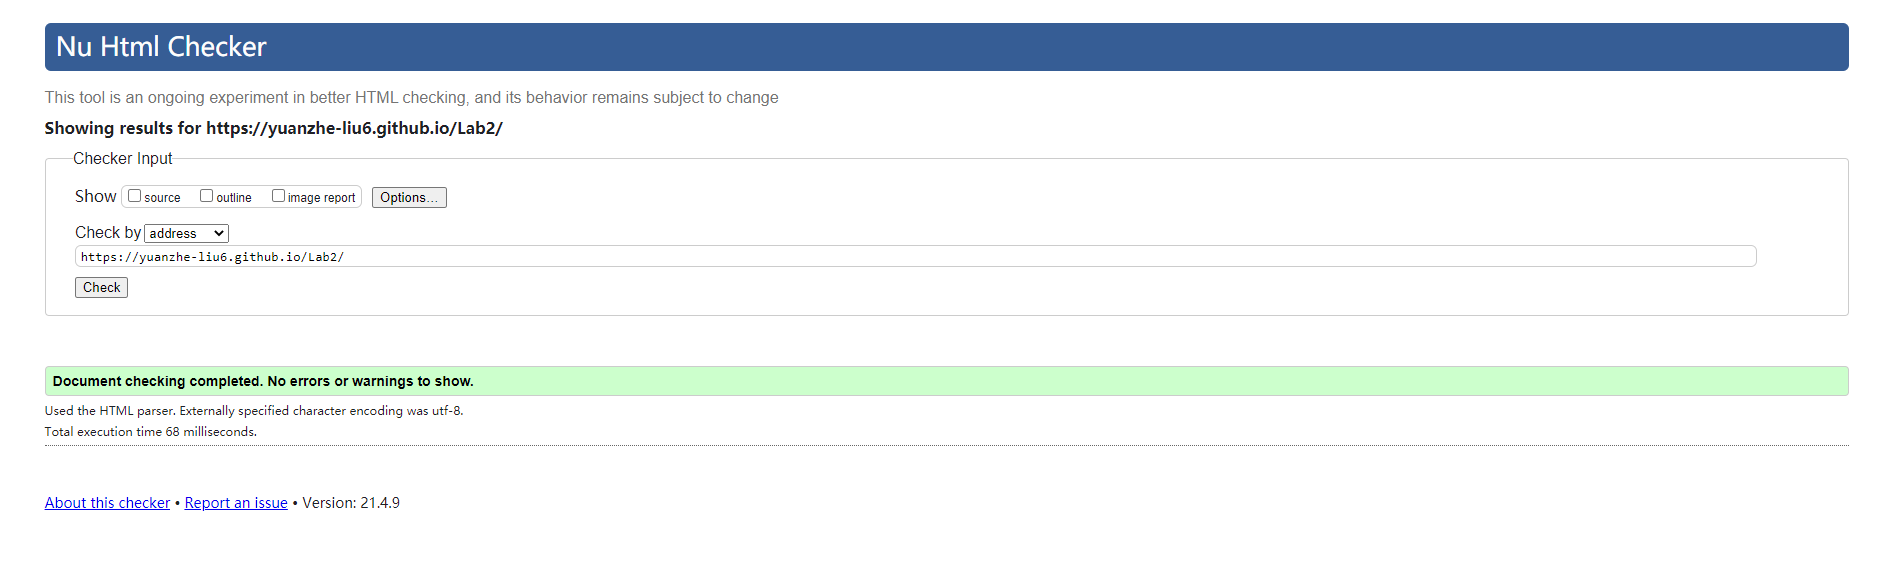 Nu Html Checker
This tool is an ongoing experiment in better HTML checking, and its behavior remains subject to change
Showing results for https://yuanzhe-liu6.github.io/Lab2/
Checker Input
Show source outline image report Options...
Check by address
https://yuanzhe-liu6.github.io/Lab2/
Check
Document checking completed. No errors or warnings to show.
Used the HTML parser. Externally specified character encoding was utf-8.
Total execution time 68 milliseconds.
About this checker • Report an issue • Version: 21.4.9